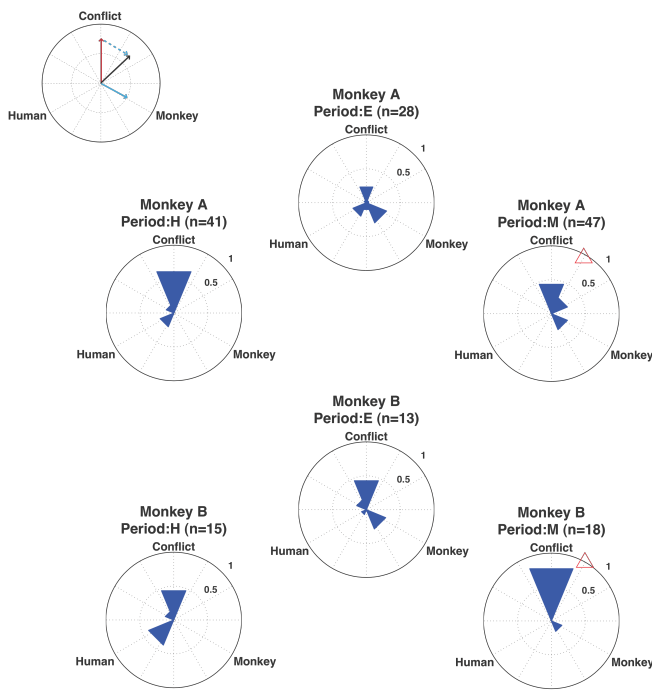 Conflict
Human
Monkey
Monkey A
Period:E (n=28)
Conflict
1
0.5
Human
Monkey
Monkey A
Period:H (n=41)
Conflict
1
0.5
Human
Monkey
Monkey A
Period:M (n=47)
Conflict
1
0.5
Human
Monkey
Monkey B
Period:E (n=13)
Conflict
1
0.5
Human
Monkey
Monkey B
Period:H (n=15)
Conflict
1
0.5
Human
Monkey
Monkey B
Period:M (n=18)
Conflict
1
0.5
Human
Monkey